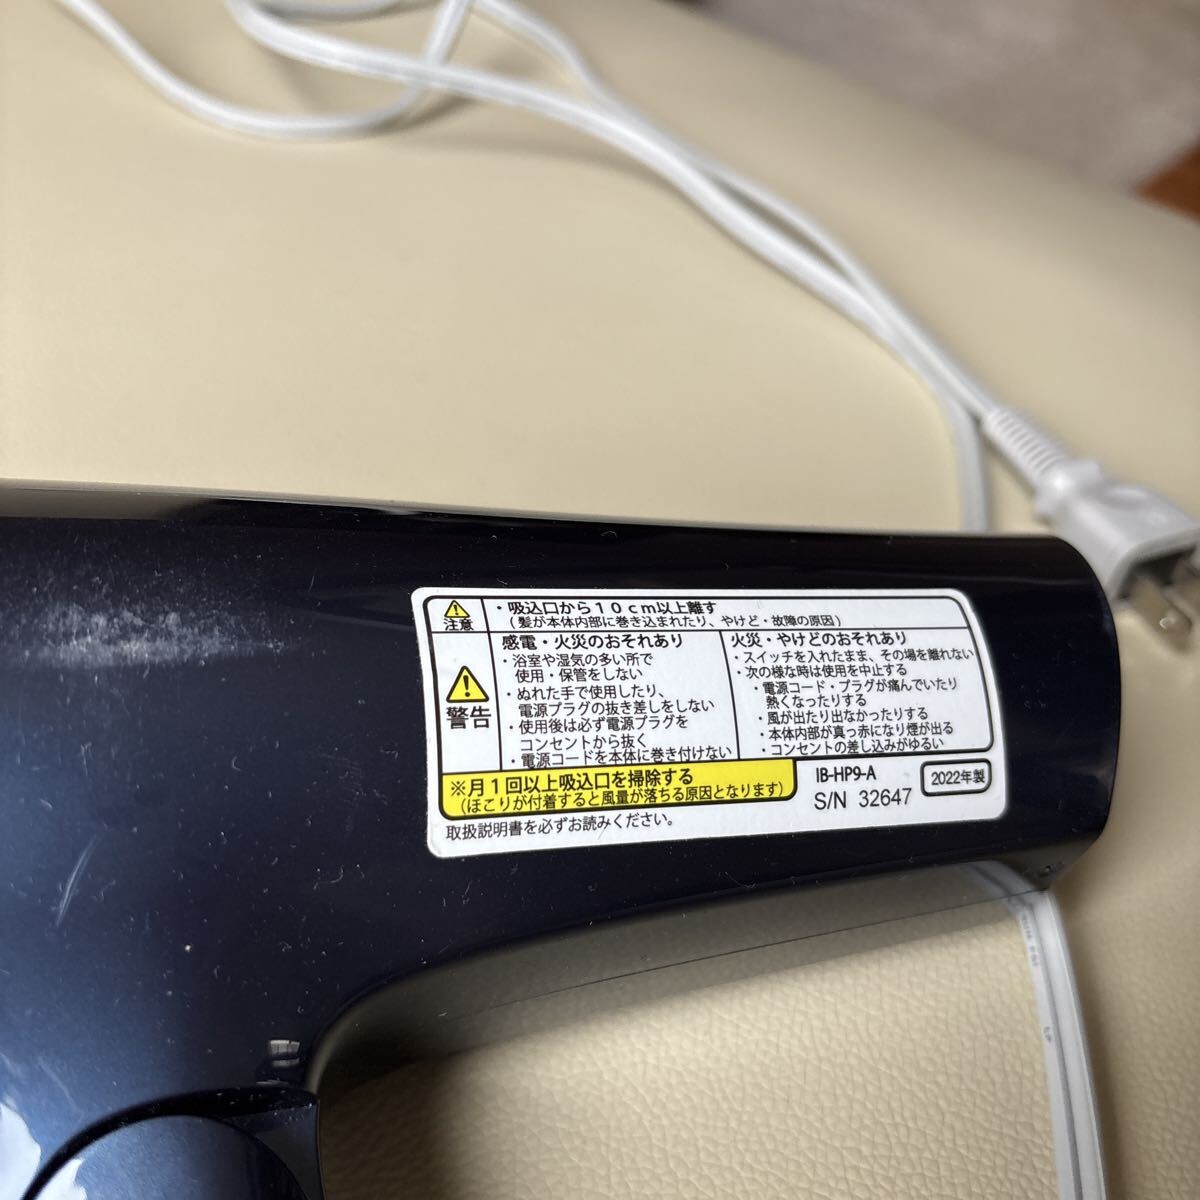 注意
・吸込口から10cm以上離す
(髪が本体内部に巻き込まれたり、やけど・故障の原因)
警告
感電・火災のおそれあり
・浴室や湿気の多い所で
使用・保管をしない
・ぬれた手で使用したり、
電源プラグの抜き差しをしない
・使用後は必ず電源プラグを
コンセントから抜く
・電源コードを本体に巻き付けない
火災・やけどのおそれあり
・スイッチを入れたまま、その場を離れない
・次の様な時は使用を中止する
・電源コード・プラグが痛んでいたり
熱くなったりする
・風が出たり出なかったりする
・本体内部が真っ赤になり煙が出る
・コンセントの差し込みがゆるい
※月1回以上吸込口を掃除する
(ほこりが付着すると風量が落ちる原因となります)
IB-HP9-A
S/N 32647
2022年製
取扱説明書を必ずお読みください。